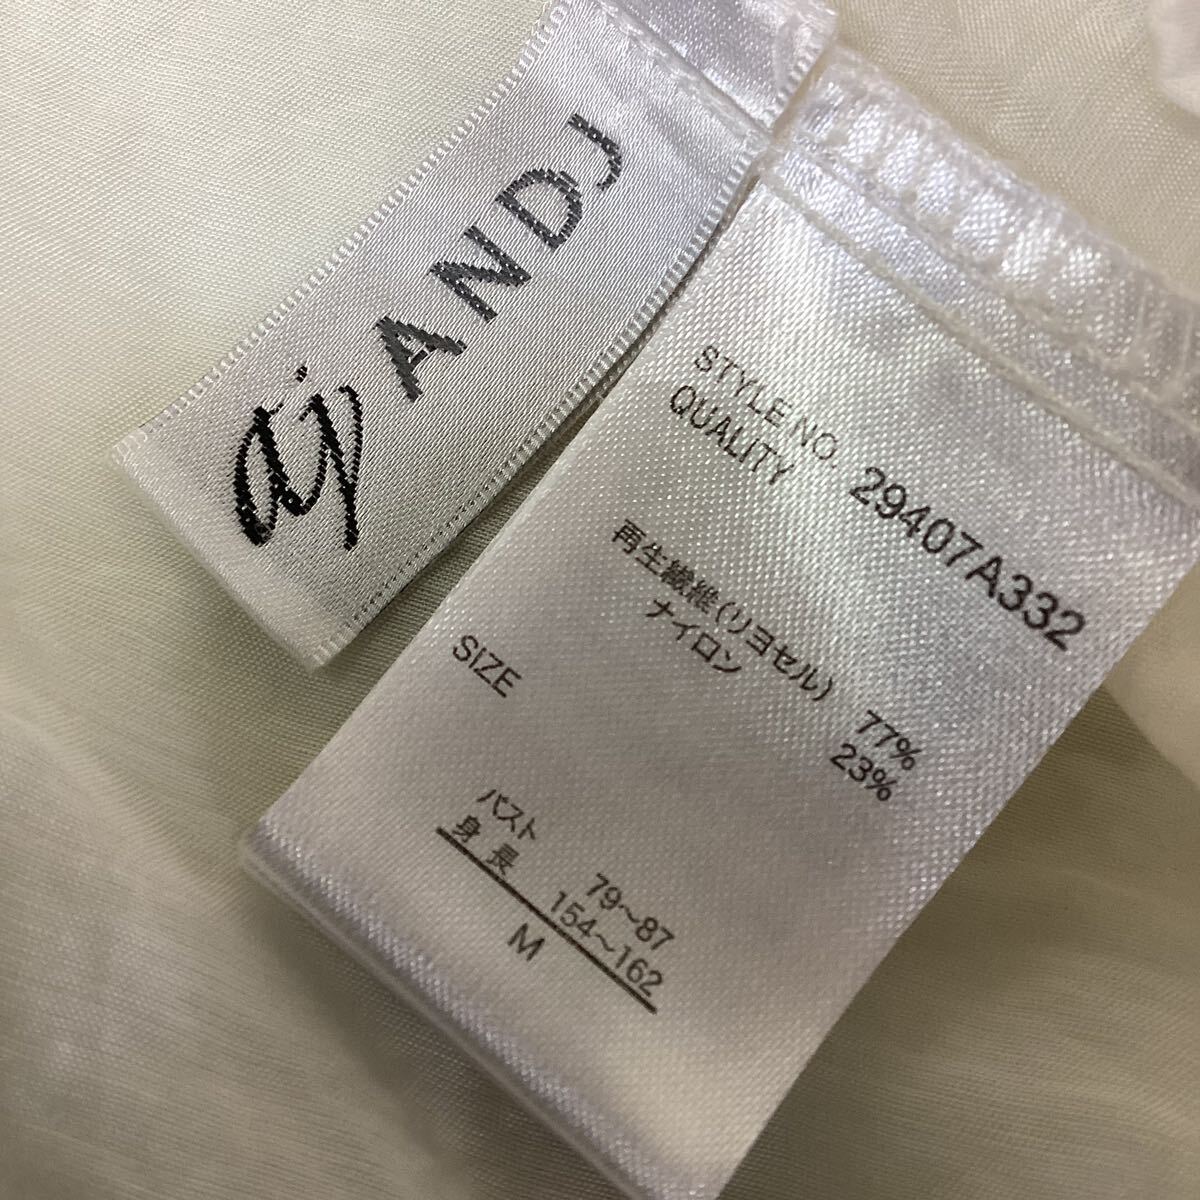 aj ANDJ
STYLE NO. 29407A332
QUALITY
再生繊維(リヨセル) 77%
ナイロン 23%
SIZE
バスト 79〜87
身長 154〜162
M